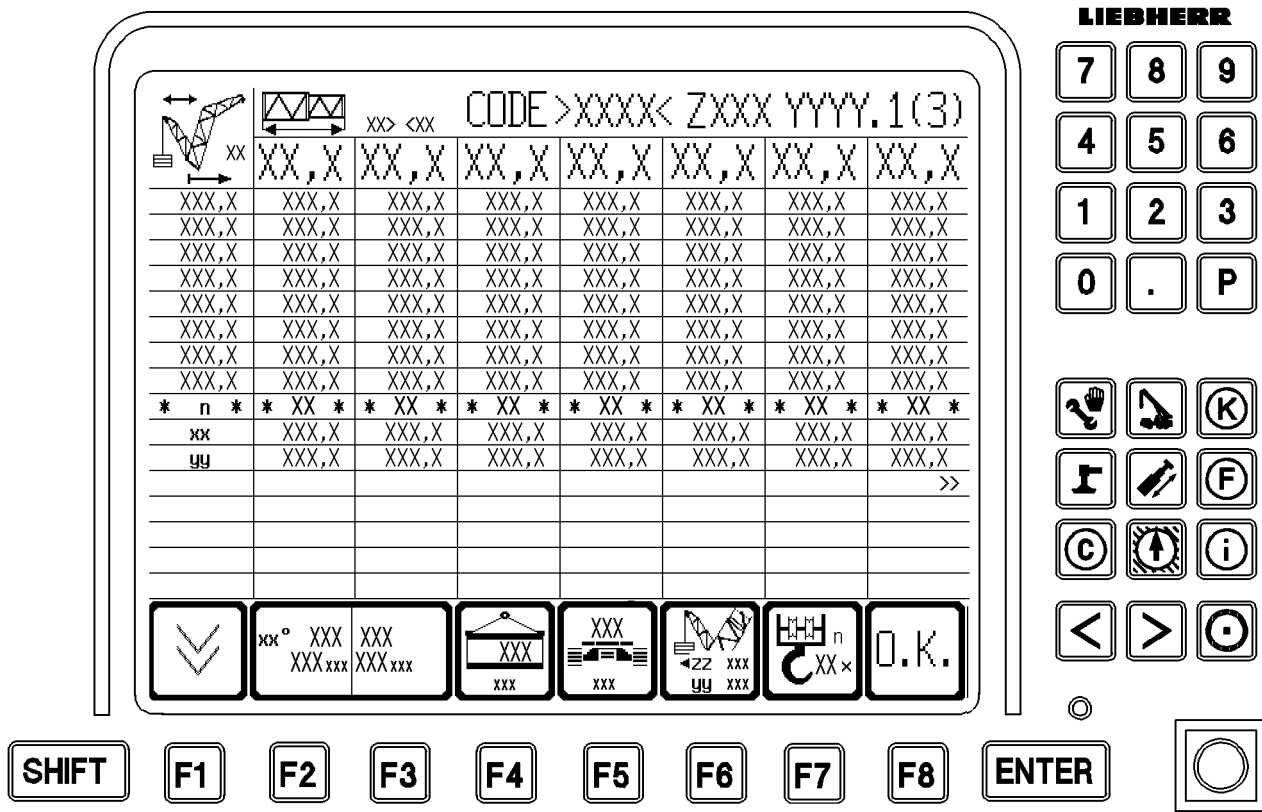 LIEBHERR
CODE >XXXX< ZXXX YYYY.1(3)
XX> <XX
XX
XX,X XX,X XX,X XX,X XX,X XX,X XX,X
XXX,X XXX,X XXX,X XXX,X XXX,X XXX,X XXX,X XXX,X
XXX,X XXX,X XXX,X XXX,X XXX,X XXX,X XXX,X XXX,X
XXX,X XXX,X XXX,X XXX,X XXX,X XXX,X XXX,X XXX,X
XXX,X XXX,X XXX,X XXX,X XXX,X XXX,X XXX,X XXX,X
XXX,X XXX,X XXX,X XXX,X XXX,X XXX,X XXX,X XXX,X
XXX,X XXX,X XXX,X XXX,X XXX,X XXX,X XXX,X XXX,X
XXX,X XXX,X XXX,X XXX,X XXX,X XXX,X XXX,X XXX,X
XXX,X XXX,X XXX,X XXX,X XXX,X XXX,X XXX,X XXX,X
* n * * XX * * XX * * XX * * XX * * XX * * XX * * XX *
xx XXX,X XXX,X XXX,X XXX,X XXX,X XXX,X XXX,X
yy XXX,X XXX,X XXX,X XXX,X XXX,X XXX,X XXX,X
>>
xx° XXX XXX
XXX xxx XXX xxx
XXX
xxx
XXX
xxx
◄zz xxx
yy xxx
n
XX ×
O.K.
7 8 9
4 5 6
1 2 3
0 . P
K
F
C i
< >
SHIFT F1 F2 F3 F4 F5 F6 F7 F8 ENTER